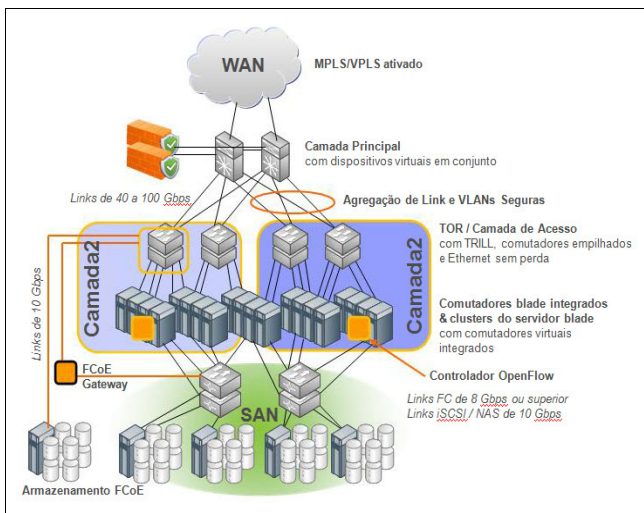 WAN
MPLS/VPLS ativado
Camada Principal
com dispositivos virtuais em conjunto
Links de 40 a 100 Gbps
Agregação de Link e VLANs Seguras
TOR / Camada de Acesso
com TRILL, comutadores empilhados
e Ethernet sem perda
Camada2
Camada2
Links de 10 Gbps
Comutadores blade integrados
& clusters do servidor blade
com comutadores virtuais
integrados
FCoE
Gateway
Controlador OpenFlow
Links FC de 8 Gbps ou superior
Links iSCSI / NAS de 10 Gbps
SAN
Armazenamento FCoE